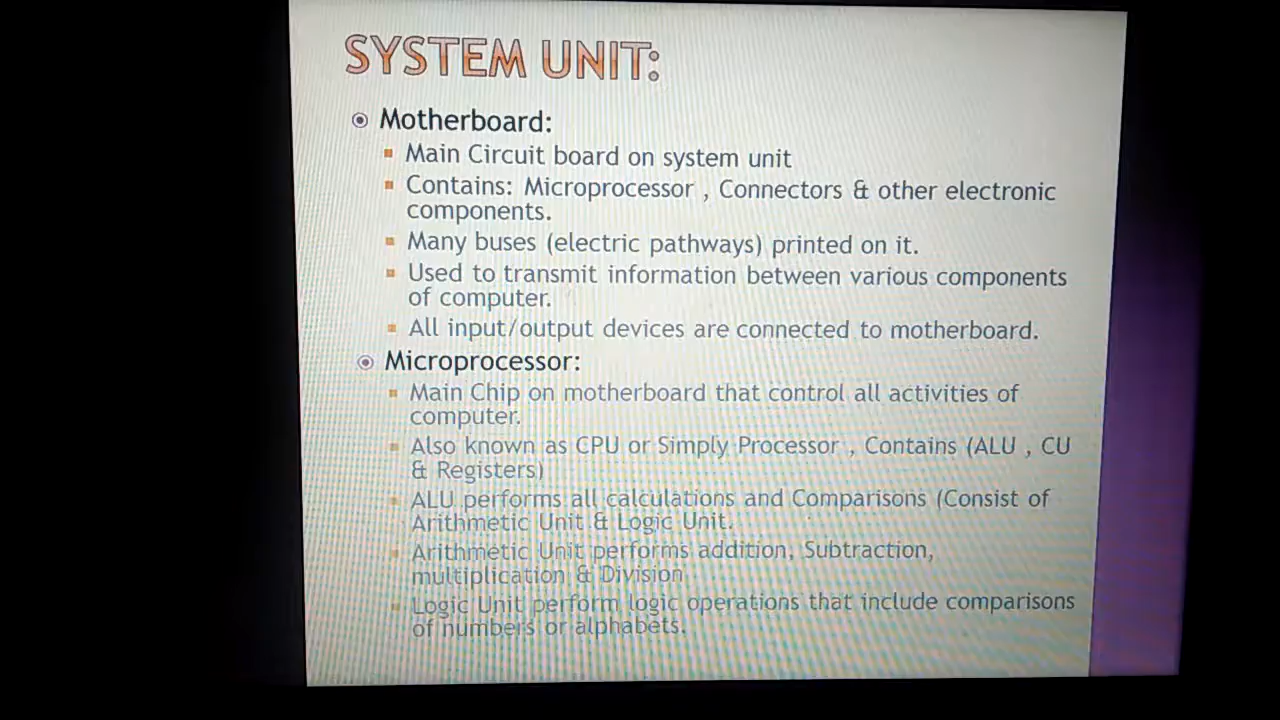 SYSTEM UNIT:
Motherboard:
Main Circuit board on system unit
Contains: Microprocessor , Connectors & other electronic
components.
Many buses (electric pathways) printed on it.
Used to transmit information between various components
of computer.
All input/output devices are connected to motherboard.
Microprocessor:
Main Chip on motherboard that control all activities of
computer.
Also known as CPU or Simply Processor , Contains (ALU , CU
& Registers)
ALU performs all calculations and Comparisons (Consist of
Arithmetic Unit & Logic Unit.
Arithmetic Unit performs addition, Subtraction,
multiplication & Division
Logic Unit perform logic operations that include comparisons
of numbers or alphabets.